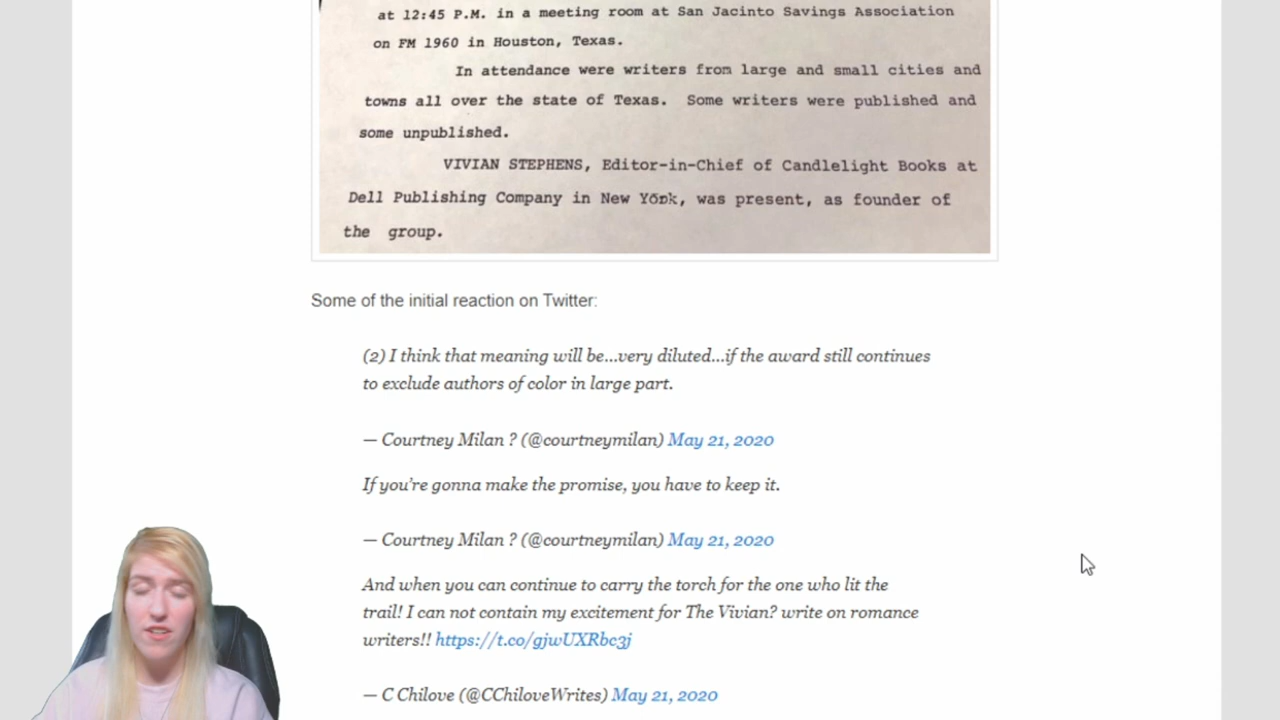 at 12:45 P.M. in a meeting room at San Jacinto Savings Association
on FM 1960 in Houston, Texas.
In attendance were writers from large and small cities and
towns all over the state of Texas. Some writers were published and
some unpublished.
VIVIAN STEPHENS, Editor-in-Chief of Candlelight Books at
Dell Publishing Company in New York, was present, as founder of
the group.
Some of the initial reaction on Twitter:
(2) I think that meaning will be...very diluted...if the award still continues
to exclude authors of color in large part.
— Courtney Milan ? (@courtneymilan) May 21, 2020
If you're gonna make the promise, you have to keep it.
— Courtney Milan ? (@courtneymilan) May 21, 2020
And when you can continue to carry the torch for the one who lit the
trail! I can not contain my excitement for The Vivian? write on romance
writers!! https://t.co/gjwUXRbc3j
— C Chilove (@CChiloveWrites) May 21, 2020